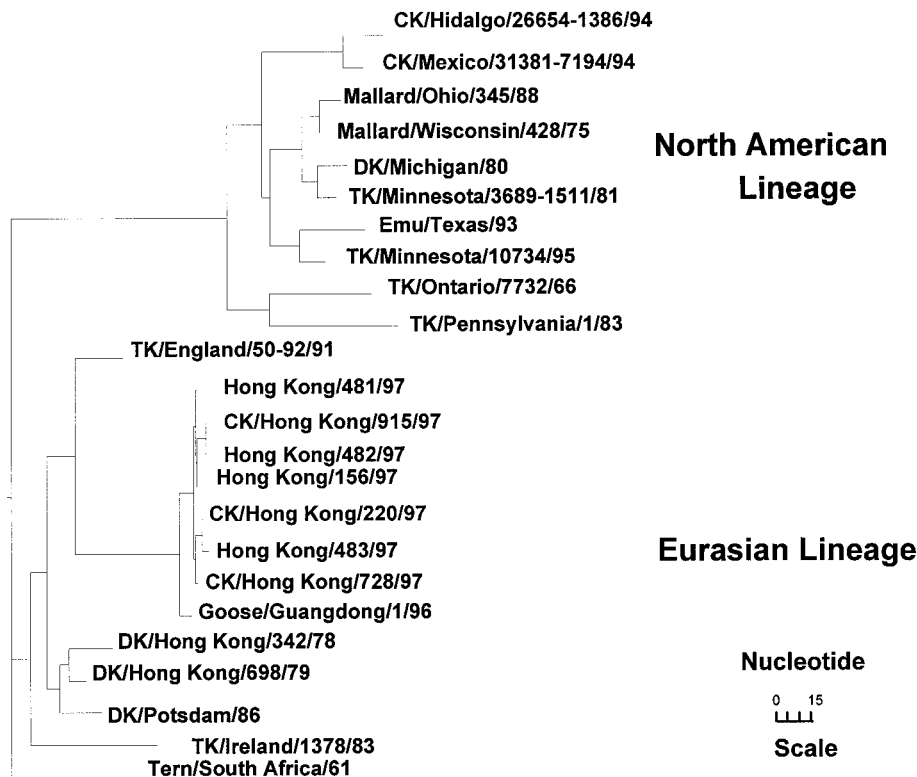 CK/Hidalgo/26654-1386/94
CK/Mexico/31381-7194/94
Mallard/Ohio/345/88
Mallard/Wisconsin/428/75
DK/Michigan/80
TK/Minnesota/3689-1511/81
Emu/Texas/93
TK/Minnesota/10734/95
TK/Ontario/7732/66
TK/Pennsylvania/1/83
North American
Lineage
TK/England/50-92/91
Hong Kong/481/97
CK/Hong Kong/915/97
Hong Kong/482/97
Hong Kong/156/97
CK/Hong Kong/220/97
Hong Kong/483/97
CK/Hong Kong/728/97
Goose/Guangdong/1/96
DK/Hong Kong/342/78
DK/Hong Kong/698/79
DK/Potsdam/86
TK/Ireland/1378/83
Tern/South Africa/61
Eurasian Lineage
Nucleotide
0 15
Scale